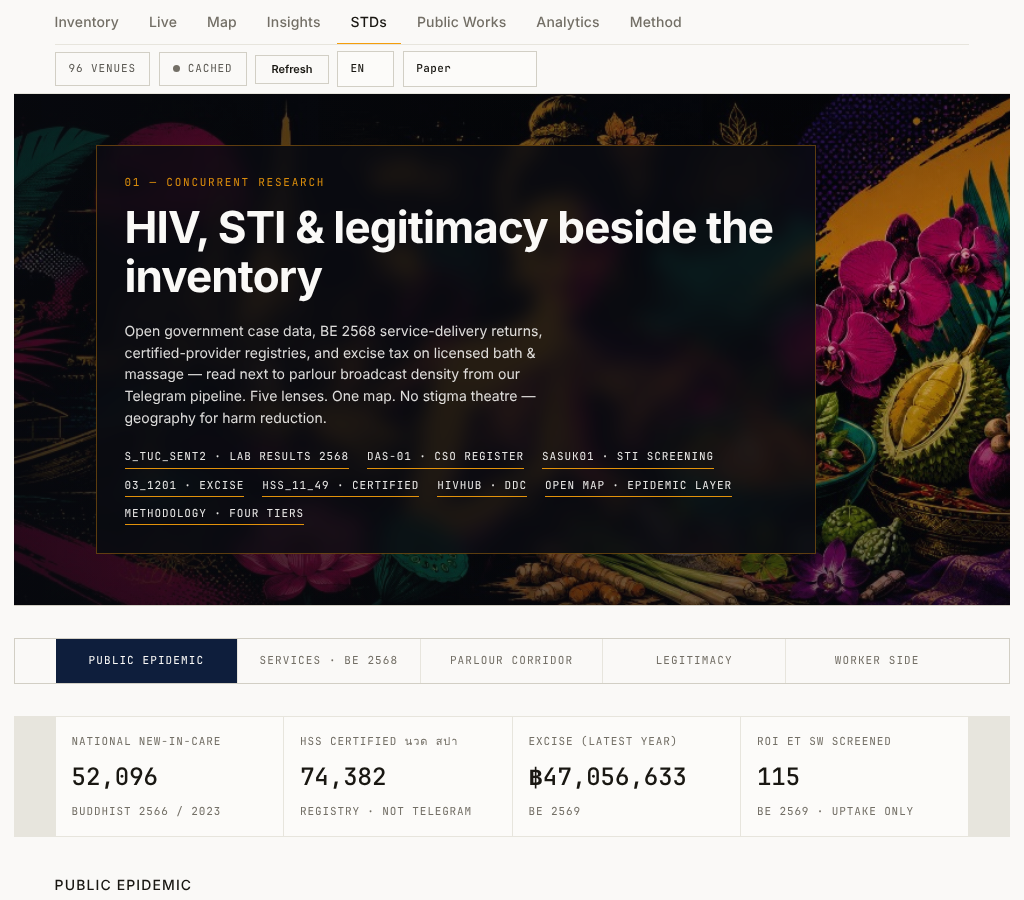 Inventory Live Map Insights STDs Public Works Analytics Method
96 VENUES CACHED Refresh EN Paper
01 — CONCURRENT RESEARCH
HIV, STI & legitimacy beside the
inventory
Open government case data, BE 2568 service-delivery returns,
certified-provider registries, and excise tax on licensed bath &
massage — read next to parlour broadcast density from our
Telegram pipeline. Five lenses. One map. No stigma theatre —
geography for harm reduction.
S_TUC_SENT2 · LAB RESULTS 2568 DAS-01 · CSO REGISTER SASUK01 · STI SCREENING
03_1201 · EXCISE HSS_11_49 · CERTIFIED HIVHUB · DDC OPEN MAP · EPIDEMIC LAYER
METHODOLOGY · FOUR TIERS
PUBLIC EPIDEMIC SERVICES · BE 2568 PARLOUR CORRIDOR LEGITIMACY WORKER SIDE
NATIONAL NEW-IN-CARE HSS CERTIFIED นวด สปา EXCISE (LATEST YEAR) ROI ET SW SCREENED
52,096 74,382 ฿47,056,633 115
BUDDHIST 2566 / 2023 REGISTRY · NOT TELEGRAM BE 2569 BE 2569 · UPTAKE ONLY
PUBLIC EPIDEMIC